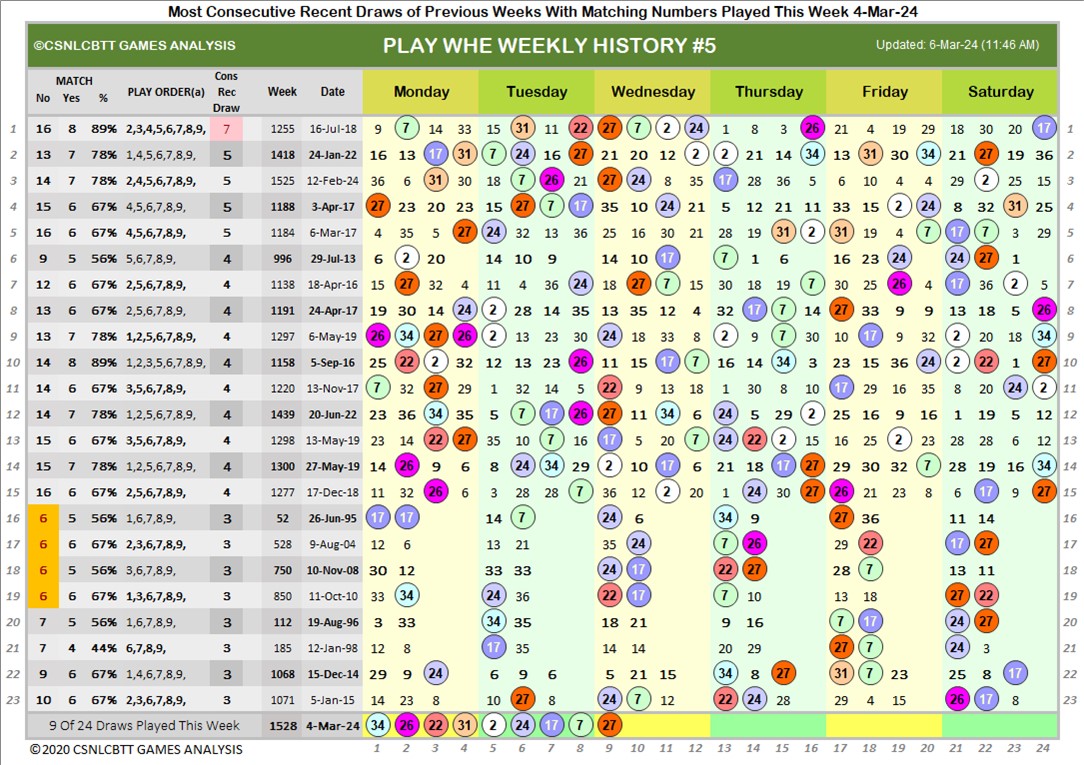 Most Consecutive Recent Draws of Previous Weeks With Matching Numbers Played This Week 4-Mar-24
©CSNLCBTT GAMES ANALYSIS PLAY WHE WEEKLY HISTORY #5 Updated: 6-Mar-24 (11:46 AM)
MATCH Cons
No Yes % PLAY ORDER(a) Rec Week Date Monday Tuesday Wednesday Thursday Friday Saturday
Draw
1 16 8 89% 2,3,4,5,6,7,8,9, 7 1255 16-Jul-18 9 7 14 33 15 31 11 22 27 7 2 24 1 8 3 26 21 4 19 29 18 30 20 17 1
2 13 7 78% 1,4,5,6,7,8,9, 5 1418 24-Jan-22 16 13 17 31 7 24 16 27 21 20 12 2 2 21 14 34 13 31 30 34 21 27 19 36 2
3 14 7 78% 2,4,5,6,7,8,9, 5 1525 12-Feb-24 36 6 31 30 18 7 26 21 27 24 8 35 17 28 36 5 6 10 4 4 29 2 25 15 3
4 15 6 67% 4,5,6,7,8,9, 5 1188 3-Apr-17 27 23 20 23 15 27 7 17 35 10 24 21 5 12 21 11 33 15 2 24 8 32 31 25 4
5 16 6 67% 4,5,6,7,8,9, 5 1184 6-Mar-17 4 35 5 27 24 32 13 36 25 16 30 21 28 19 31 2 31 19 4 7 17 7 3 29 5
6 9 5 56% 5,6,7,8,9, 4 996 29-Jul-13 6 2 20 14 10 9 14 10 17 7 1 6 16 23 24 24 27 1 6
7 12 6 67% 2,5,6,7,8,9, 4 1138 18-Apr-16 15 27 32 4 11 4 36 24 18 27 7 15 30 18 19 7 30 19 26 4 17 36 2 5 7
8 13 6 67% 2,5,6,7,8,9, 4 1191 24-Apr-17 19 30 14 24 2 28 14 35 13 35 12 4 32 17 7 14 27 33 9 9 13 18 5 26 8
9 13 7 78% 1,2,5,6,7,8,9, 4 1297 6-May-19 26 34 27 26 2 13 23 30 24 18 33 8 2 9 7 30 10 17 9 32 2 20 18 34 9
10 14 8 89% 1,2,3,5,6,7,8,9, 4 1158 5-Sep-16 25 22 2 32 12 13 23 26 11 15 17 7 16 14 34 3 23 15 36 24 2 22 1 27 10
11 14 6 67% 3,5,6,7,8,9, 4 1220 13-Nov-17 7 32 27 29 1 32 14 5 22 9 13 18 1 30 8 10 17 29 16 35 8 20 24 2 11
12 14 7 78% 1,2,5,6,7,8,9, 4 1439 20-Jun-22 23 36 34 35 5 7 17 26 27 11 34 6 24 5 29 2 25 16 9 16 1 19 5 12 12
13 15 6 67% 3,5,6,7,8,9, 4 1298 13-May-19 23 14 22 27 35 10 7 16 17 5 20 7 24 22 2 15 16 25 2 23 28 28 6 12 13
14 15 7 78% 1,2,5,6,7,8,9, 4 1300 27-May-19 14 26 9 6 8 24 34 29 2 10 17 6 21 18 17 27 29 30 32 7 28 19 16 34 14
15 16 6 67% 2,5,6,7,8,9, 4 1277 17-Dec-18 11 32 26 6 3 28 28 7 36 12 2 20 1 24 30 27 26 21 23 8 6 17 9 27 15
16 6 5 56% 1,6,7,8,9, 3 52 26-Jun-95 17 17 14 7 24 6 34 9 27 36 11 14 16
17 6 6 67% 2,3,6,7,8,9, 3 528 9-Aug-04 12 6 13 21 35 24 7 26 29 22 17 27 17
18 6 5 56% 3,6,7,8,9, 3 750 10-Nov-08 30 12 33 33 24 17 22 27 28 7 13 11 18
19 6 6 67% 1,3,6,7,8,9, 3 850 11-Oct-10 33 34 24 36 22 17 7 10 13 18 27 22 19
20 7 5 56% 1,6,7,8,9, 3 112 19-Aug-96 3 33 34 35 18 21 9 16 7 17 24 27 20
21 7 4 44% 6,7,8,9, 3 185 12-Jan-98 12 8 17 35 14 14 20 29 27 7 24 3 21
22 9 6 67% 1,4,6,7,8,9, 3 1068 15-Dec-14 29 9 24 6 9 6 5 21 15 34 8 27 31 7 23 25 8 17 22
23 10 6 67% 2,3,6,7,8,9, 3 1071 5-Jan-15 14 23 8 10 27 8 24 7 12 22 24 28 29 4 15 26 17 8 23
9 Of 24 Draws Played This Week 1528 4-Mar-24 34 26 22 31 2 24 17 7 27
© 2020 CSNLCBTT GAMES ANALYSIS 1 2 3 4 5 6 7 8 9 10 11 12 13 14 15 16 17 18 19 20 21 22 23 24